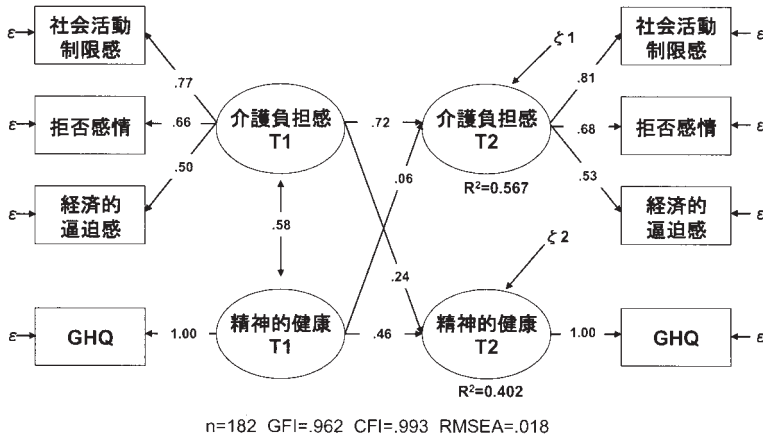 社会活動
制限感
ε
拒否感情
ε
経済的
逼迫感
ε
GHQ
ε
.77
.66
.50
1.00
介護負担感
T1
.58
精神的健康
T1
.72
.06
.24
.46
ζ1
介護負担感
T2
R²=0.567
ζ2
精神的健康
T2
R²=0.402
.81
.68
.53
1.00
社会活動
制限感
ε
拒否感情
ε
経済的
逼迫感
ε
GHQ
ε
n=182 GFI=.962 CFI=.993 RMSEA=.018